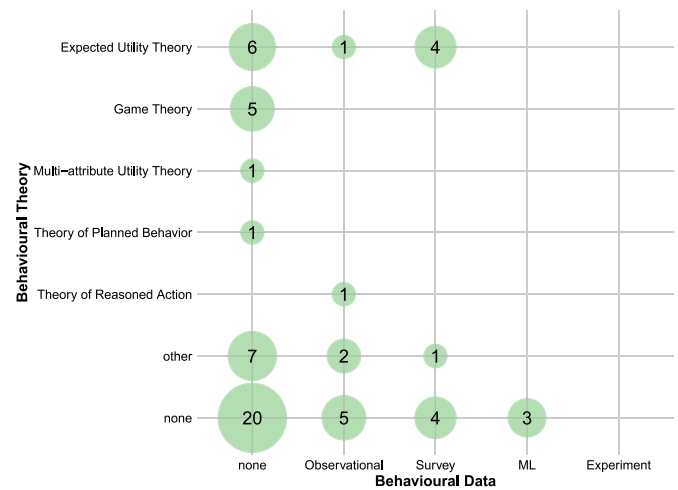 Behavioural Theory
Expected Utility Theory 6 1 4
Game Theory 5
Multi−attribute Utility Theory 1
Theory of Planned Behavior 1
Theory of Reasoned Action 1
other 7 2 1
none 20 5 4 3
none Observational Survey ML Experiment
Behavioural Data